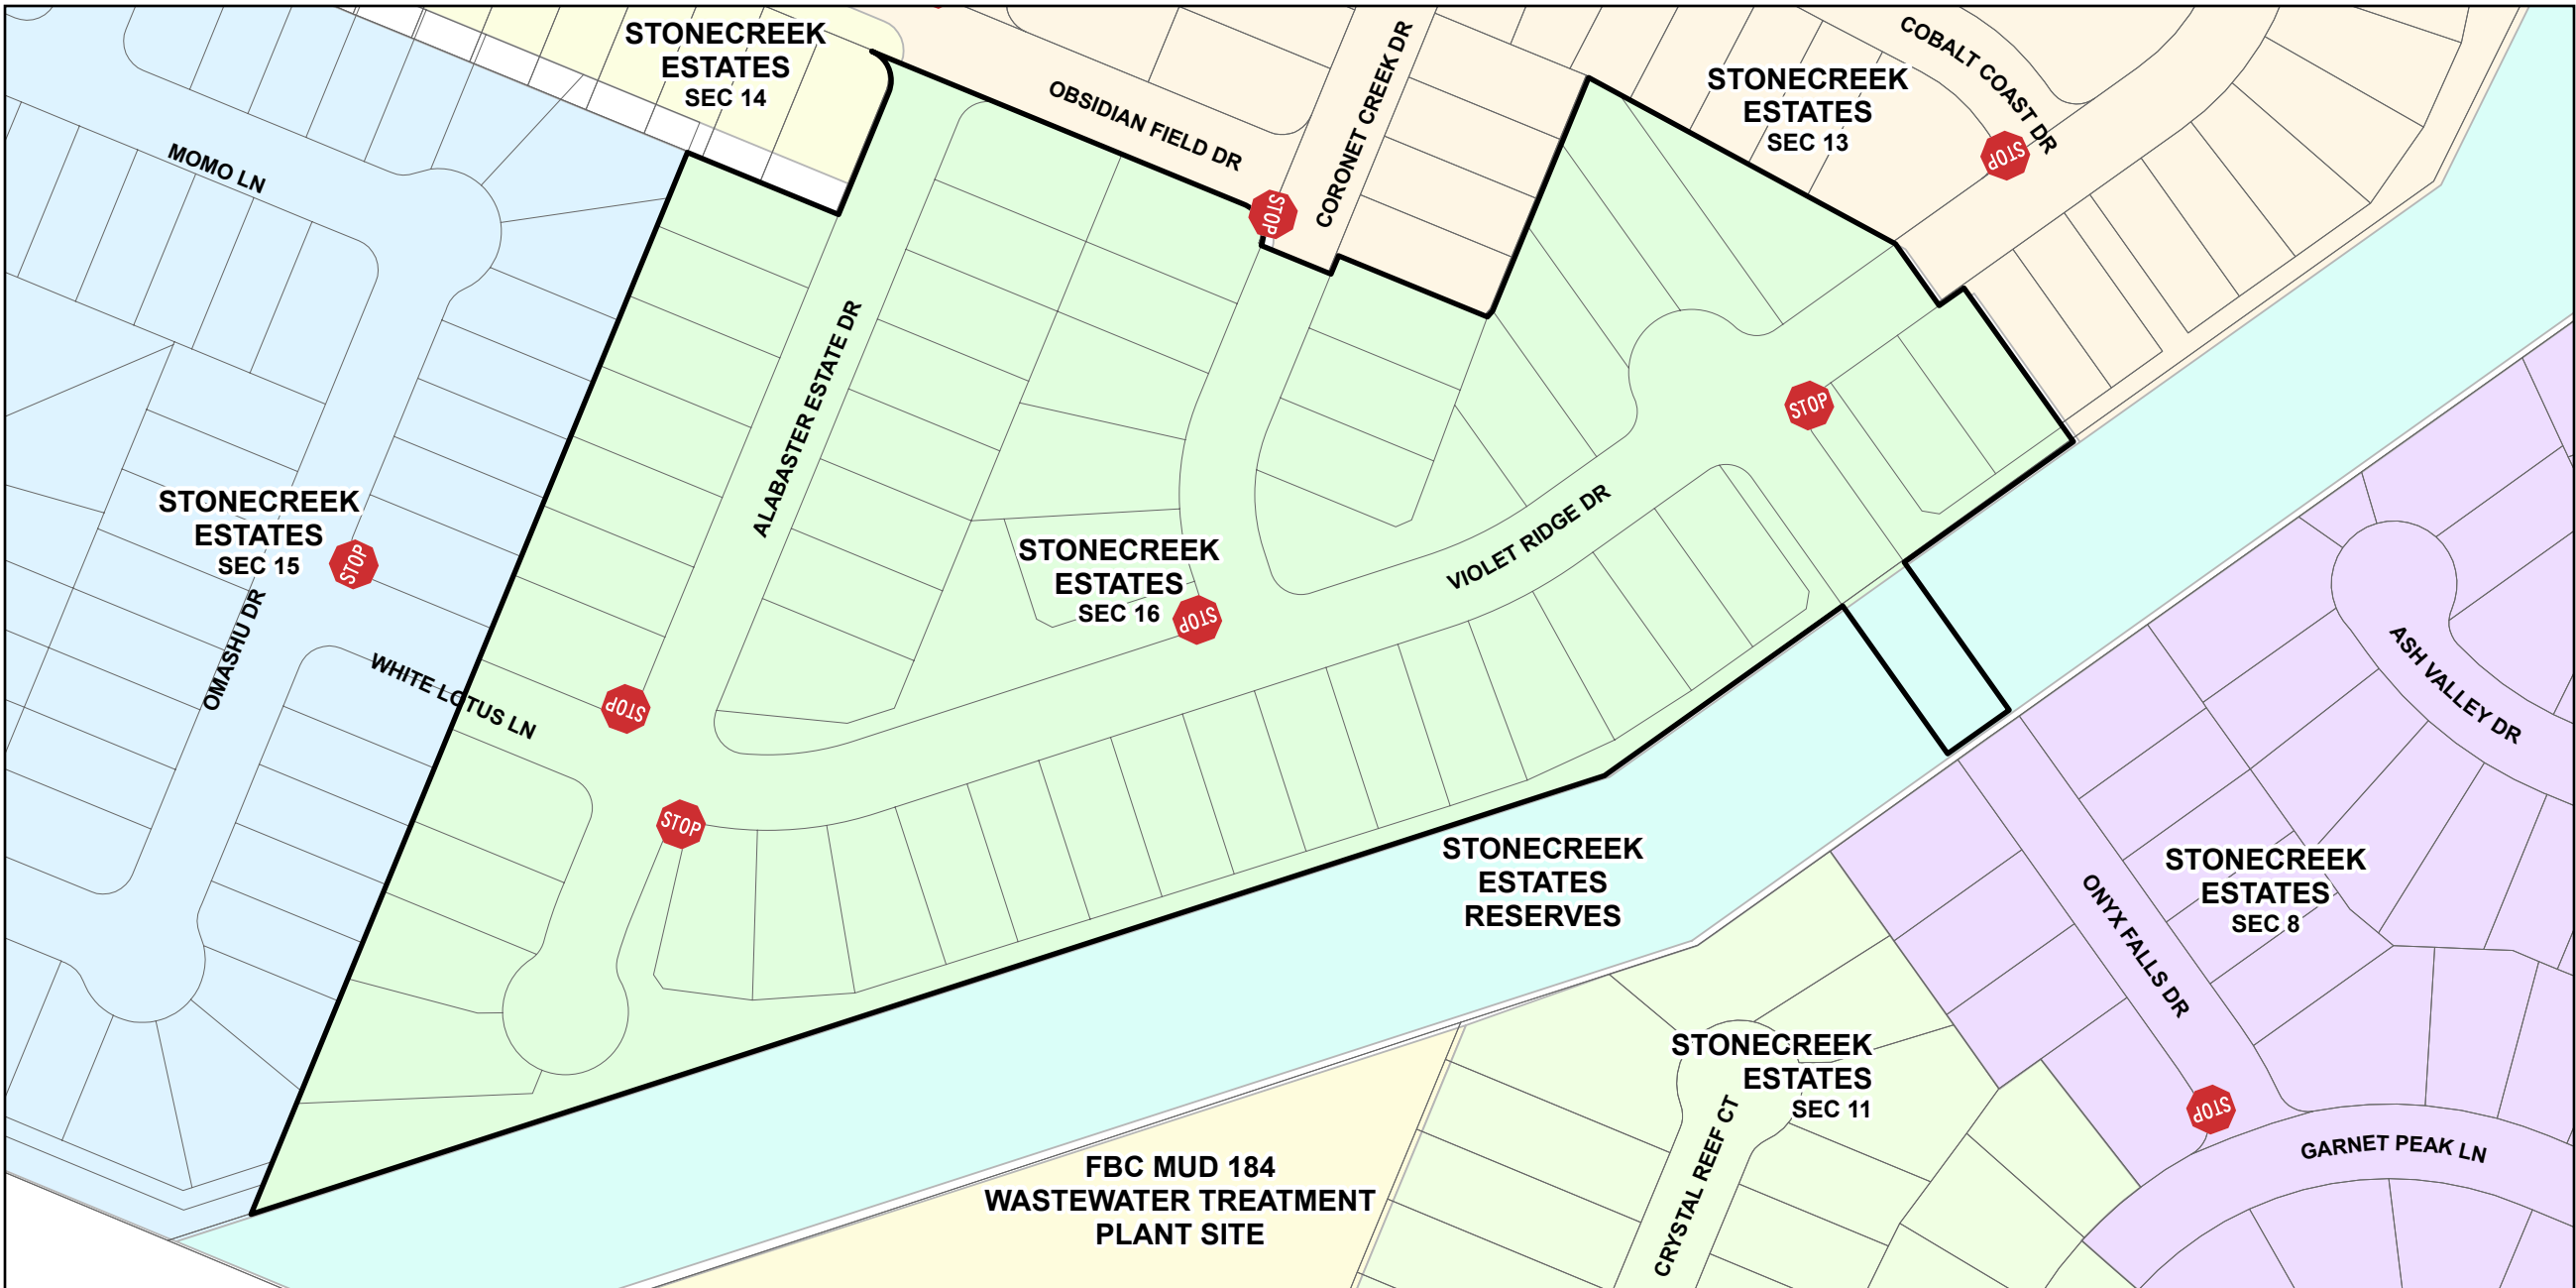 STONECREEK
ESTATES
SEC 14
OBSIDIAN FIELD DR
CORONET CREEK DR
STONECREEK
ESTATES
SEC 13
COBALT COAST DR
STOP
MOMO LN
STOP
ALABASTER ESTATE DR
STOP
STONECREEK
ESTATES
SEC 15
STOP
OMASHU DR
WHITE LOTUS LN
STONECREEK
ESTATES
SEC 16
STOP
VIOLET RIDGE DR
STOP
STOP
ASH VALLEY DR
STONECREEK
ESTATES
RESERVES
STONECREEK
ESTATES
SEC 8
ONYX FALLS DR
STONECREEK
ESTATES
SEC 11
CRYSTAL REEF CT
STOP
GARNET PEAK LN
FBC MUD 184
WASTEWATER TREATMENT
PLANT SITE